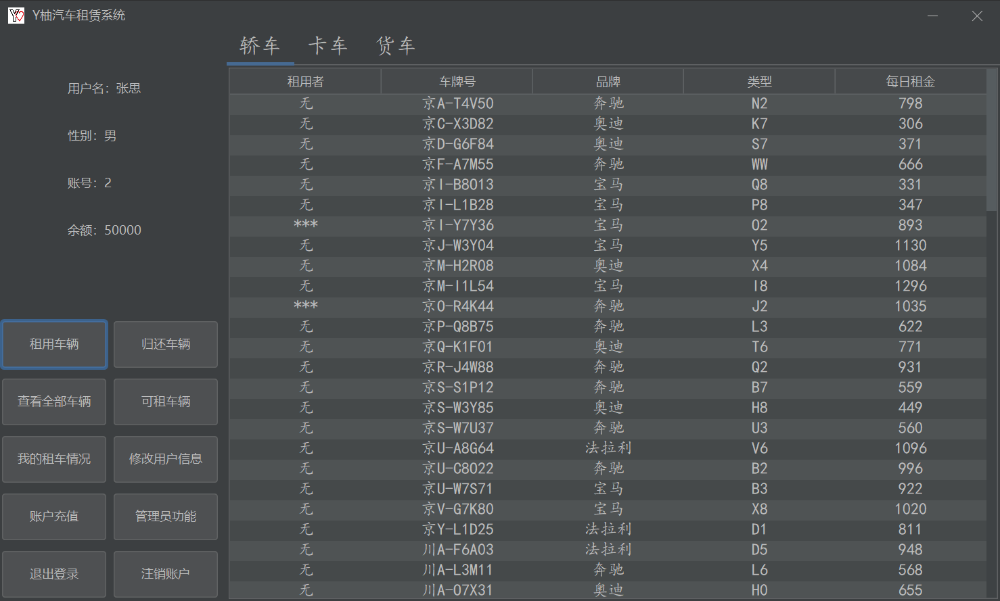 Y柚汽车租赁系统
轿车 卡车 货车
用户名：张思
性别：男
账号：2
余额：50000
租用车辆 归还车辆
查看全部车辆 可租车辆
我的租车情况 修改用户信息
账户充值 管理员功能
退出登录 注销账户
租用者 车牌号 品牌 类型 每日租金
无 京A-T4V50 奔驰 N2 798
无 京C-X3D82 奥迪 K7 306
无 京D-G6F84 奥迪 S7 371
无 京F-A7M55 奔驰 WW 666
无 京I-B8O13 宝马 Q8 331
无 京I-L1B28 宝马 P8 347
*** 京I-Y7Y36 宝马 O2 893
无 京J-W3Y04 宝马 Y5 1130
无 京M-H2R08 奥迪 X4 1084
无 京M-I1L54 宝马 I8 1296
*** 京O-R4K44 奔驰 J2 1035
无 京P-Q8B75 奔驰 L3 622
无 京Q-K1F01 奥迪 T6 771
无 京R-J4W88 奔驰 Q2 931
无 京S-S1P12 奔驰 B7 559
无 京S-W3Y85 奥迪 H8 449
无 京S-W7U37 奔驰 U3 560
无 京U-A8G64 法拉利 V6 1096
无 京U-C8O22 奔驰 B2 996
无 京U-W7S71 宝马 B3 922
无 京V-G7K80 宝马 X8 1020
无 京Y-L1D25 法拉利 D1 811
无 川A-F6A03 法拉利 D5 948
无 川A-L3M11 奔驰 L6 568
无 川A-O7X31 奥迪 H0 655